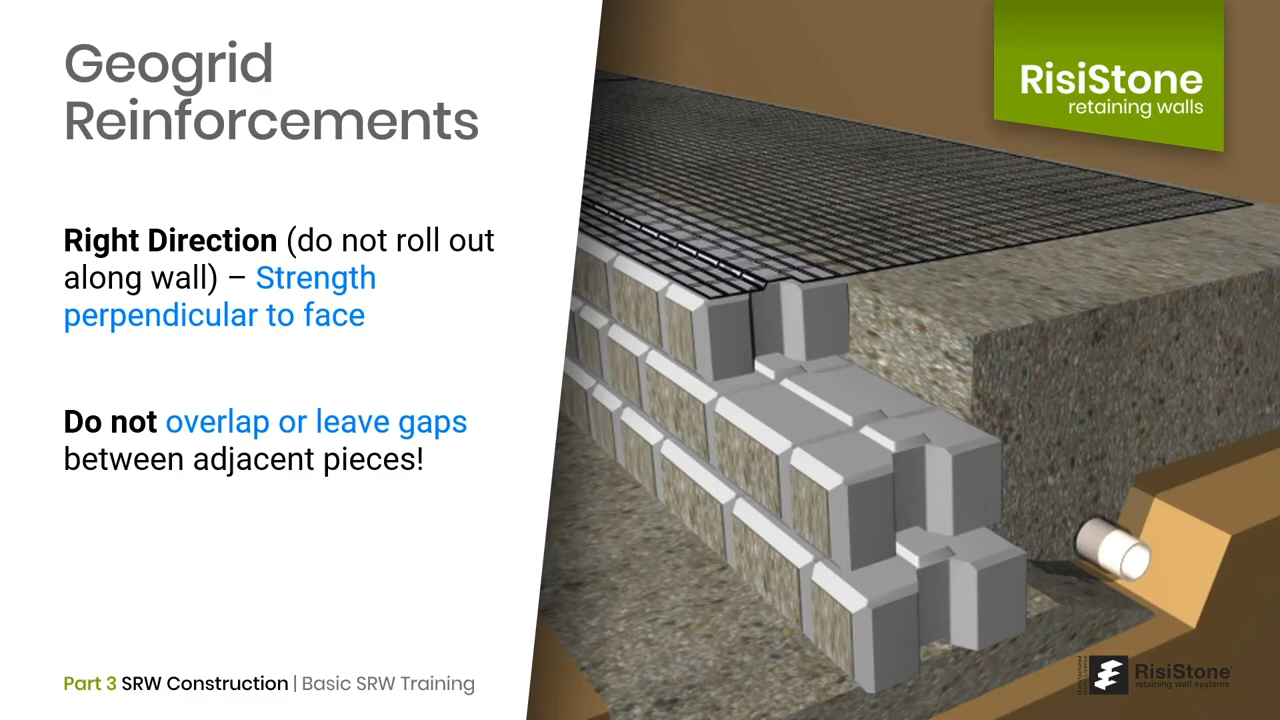 Geogrid
Reinforcements
RisiStone
retaining walls
Right Direction (do not roll out
along wall) – Strength
perpendicular to face
Do not overlap or leave gaps
between adjacent pieces!
Part 3 SRW Construction | Basic SRW Training
RisiStone
retaining wall systems